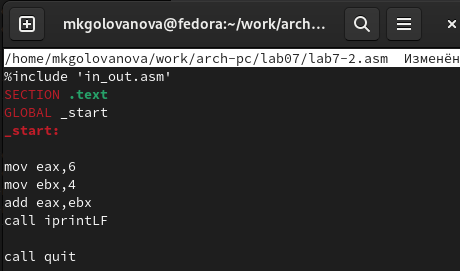 mkgolovanova@fedora:~/work/arch...
/home/mkgolovanova/work/arch-pc/lab07/lab7-2.asm Изменён
%include 'in_out.asm'
SECTION .text
GLOBAL _start
_start:
mov eax,6
mov ebx,4
add eax,ebx
call iprintLF
call quit